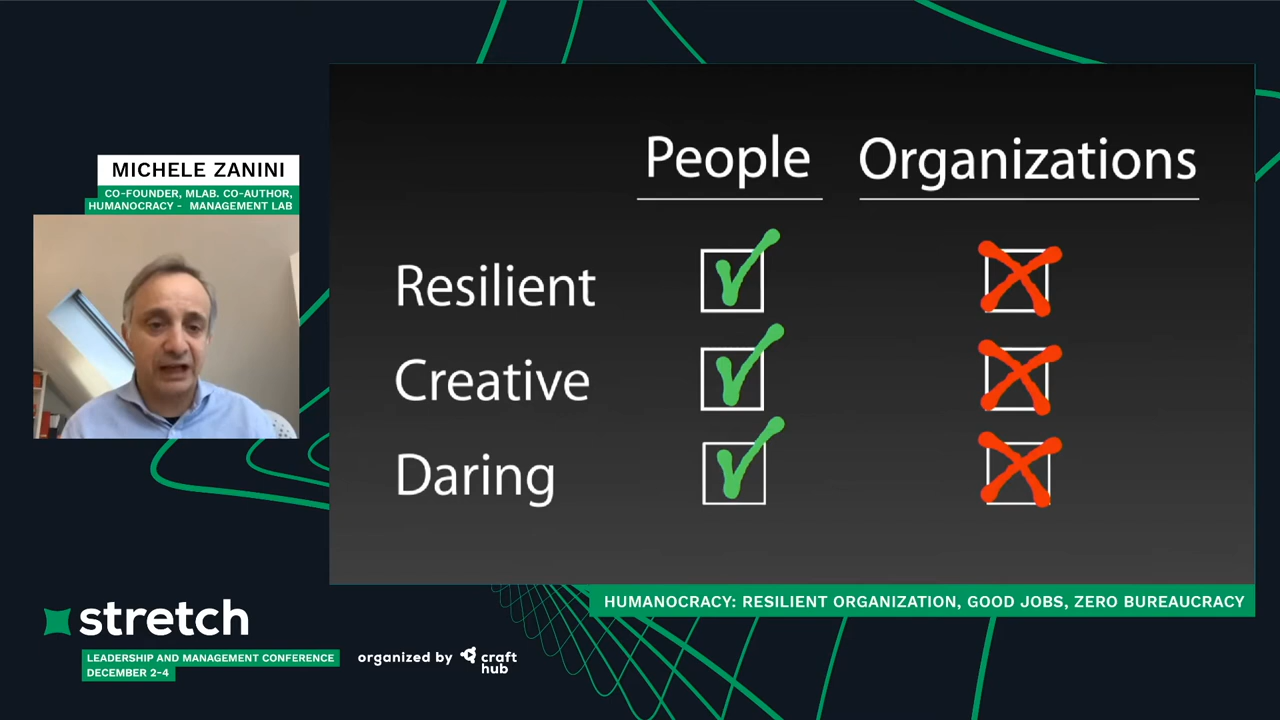 MICHELE ZANINI
CO-FOUNDER, MLAB. CO-AUTHOR,
HUMANOCRACY - MANAGEMENT LAB
People Organizations
Resilient
Creative
Daring
HUMANOCRACY: RESILIENT ORGANIZATION, GOOD JOBS, ZERO BUREAUCRACY
stretch
LEADERSHIP AND MANAGEMENT CONFERENCE
DECEMBER 2-4
organized by craft
hub